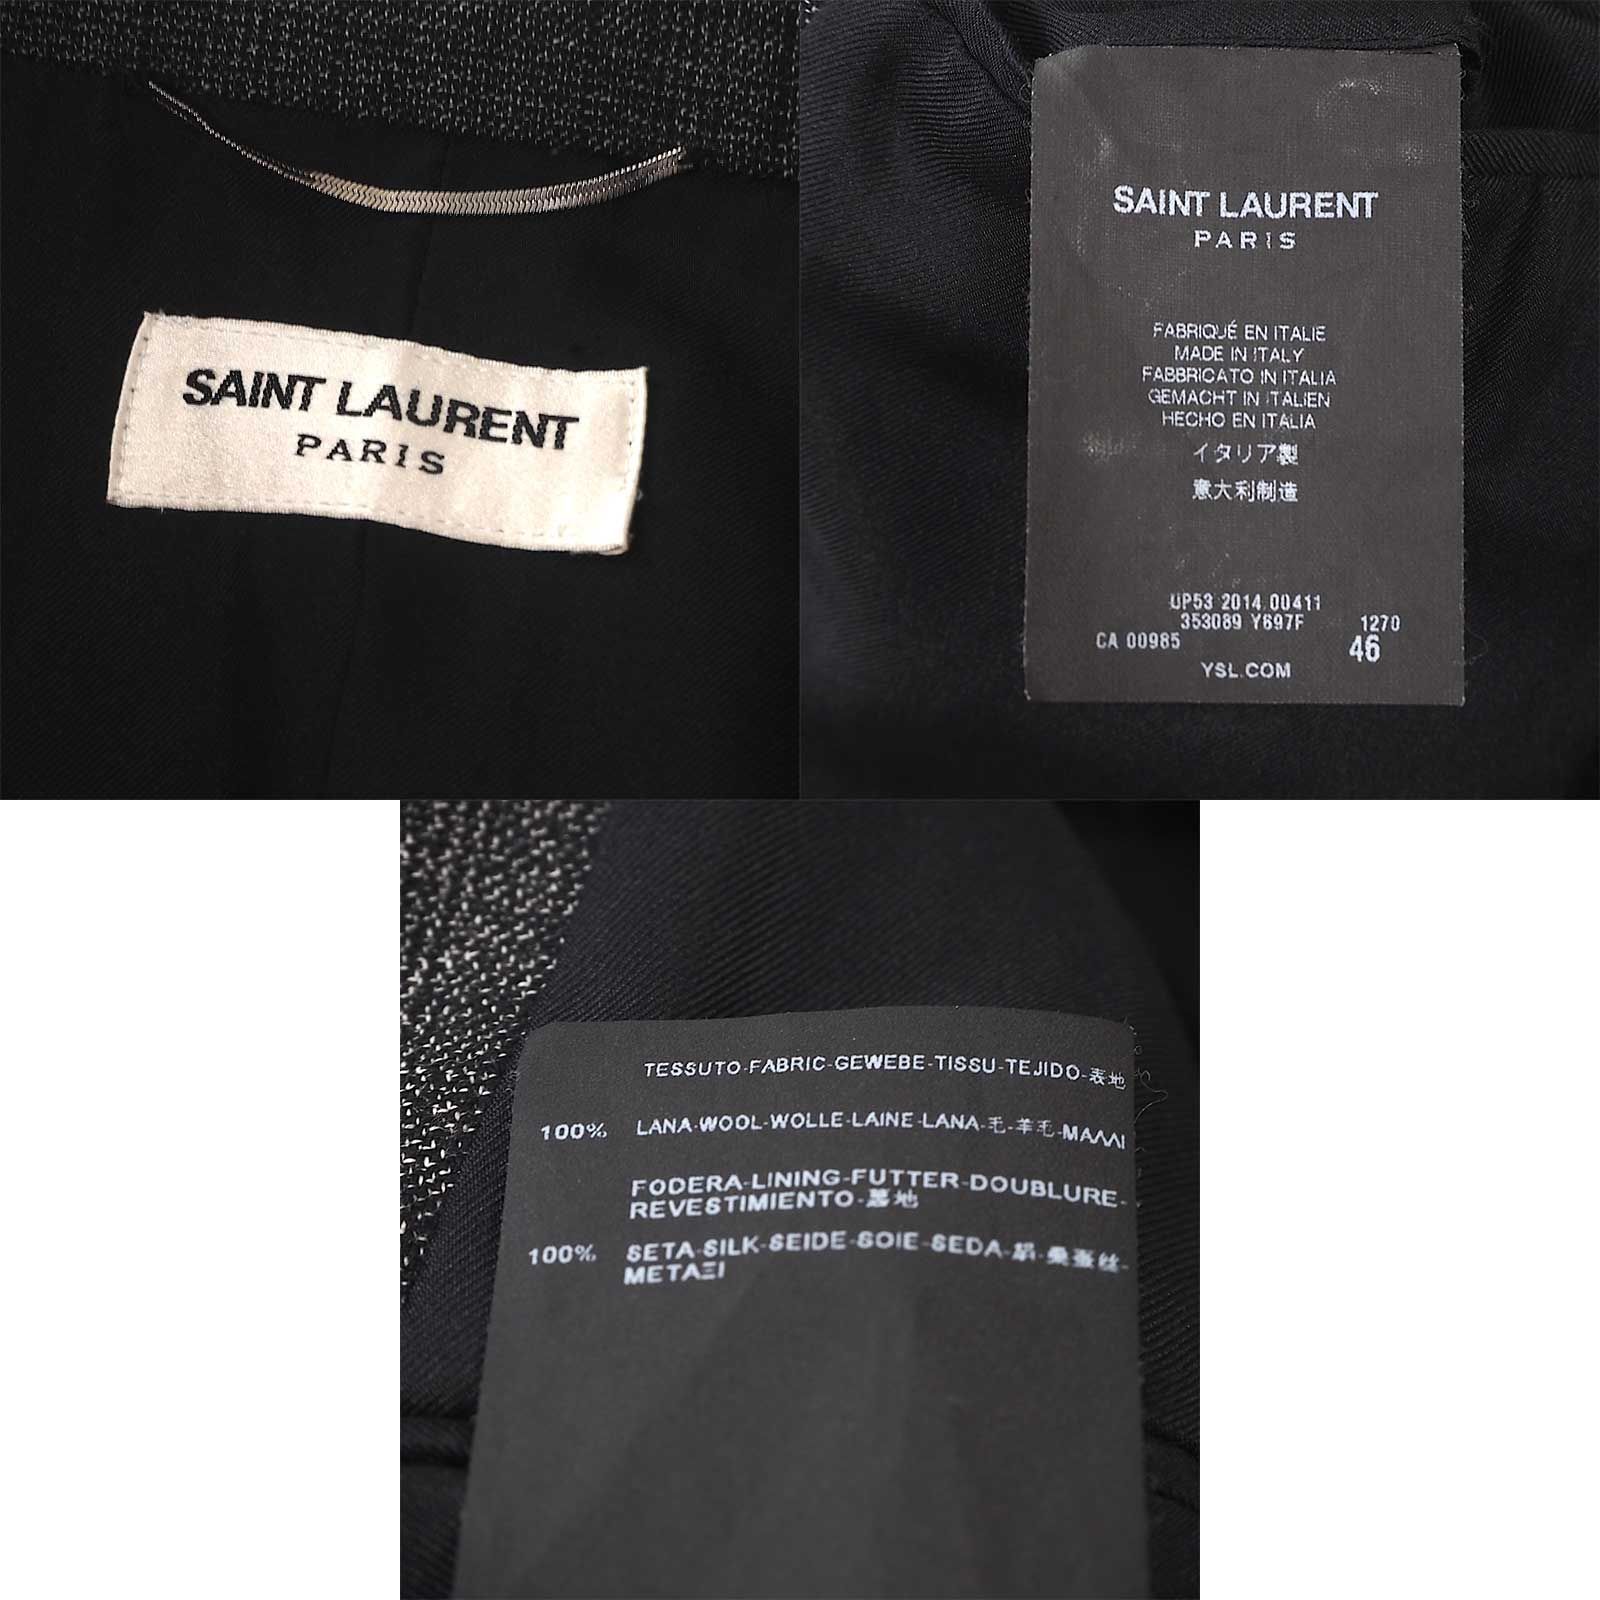 SAINT LAURENT
PARIS
SAINT LAURENT
PARIS
FABRIQUÉ EN ITALIE
MADE IN ITALY
FABBRICATO IN ITALIA
GEMACHT IN ITALIEN
HECHO EN ITALIA
イタリア製
意大利制造
UP53 2014 00411
353089 Y697F 1270
CA 00985 46
YSL.COM
TESSUTO-FABRIC-GEWEBE-TISSU-TEJIDO-表地
100% LANA-WOOL-WOLLE-LAINE-LANA-毛-羊毛-ΜΑΛΛΙ
FODERA-LINING-FUTTER-DOUBLURE-
REVESTIMIENTO-裏地
100% SETA-SILK-SEIDE-SOIE-SEDA-絹-桑蚕丝-
ΜΕΤΑΞΙ